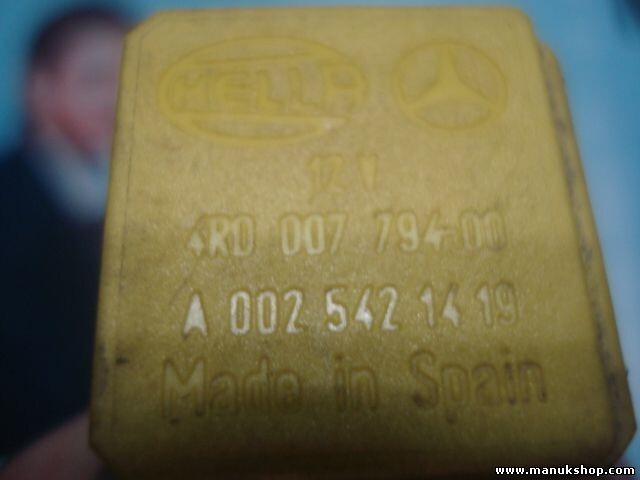 HELLA
12 V
4RD 007 794-00
A 002 542 14 19
Made in Spain
www.manukshop.com